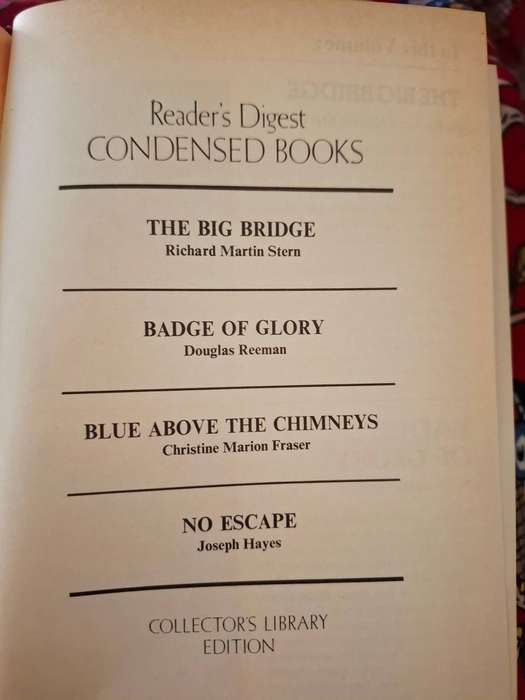 Reader's Digest
CONDENSED BOOKS
THE BIG BRIDGE
Richard Martin Stern
BADGE OF GLORY
Douglas Reeman
BLUE ABOVE THE CHIMNEYS
Christine Marion Fraser
NO ESCAPE
Joseph Hayes
COLLECTOR'S LIBRARY
EDITION